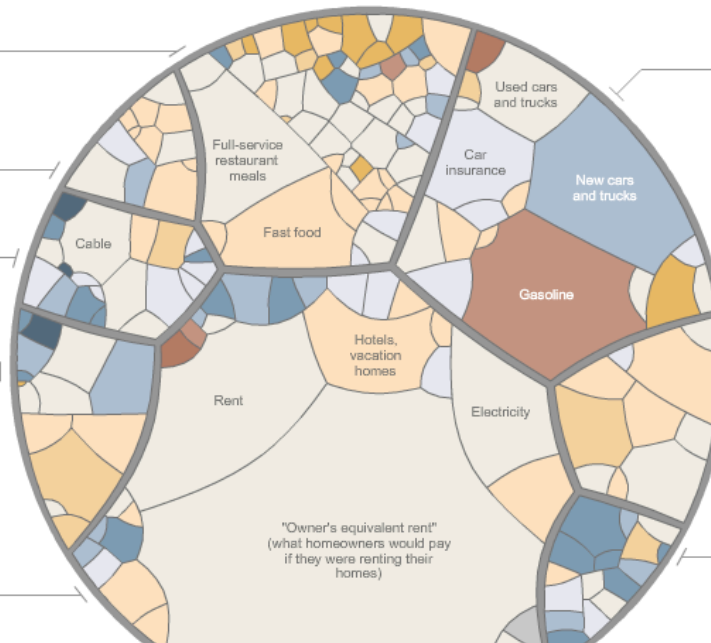 Used cars
and trucks
Full-service
restaurant
meals
Car
insurance
New cars
and trucks
Fast food
Cable
Gasoline
Hotels,
vacation
homes
Rent
Electricity
"Owner's equivalent rent"
(what homeowners would pay
if they were renting their
homes)